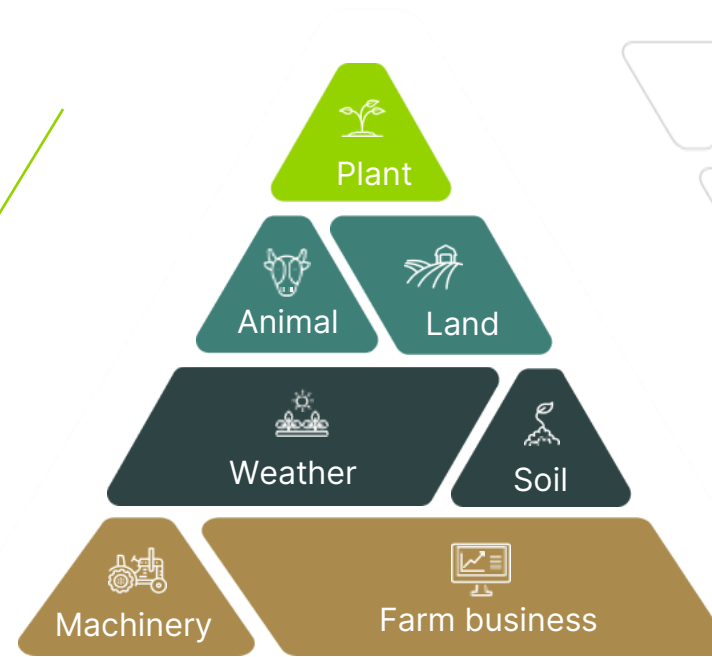 Plant
Animal
Land
Weather
Soil
Machinery
Farm business